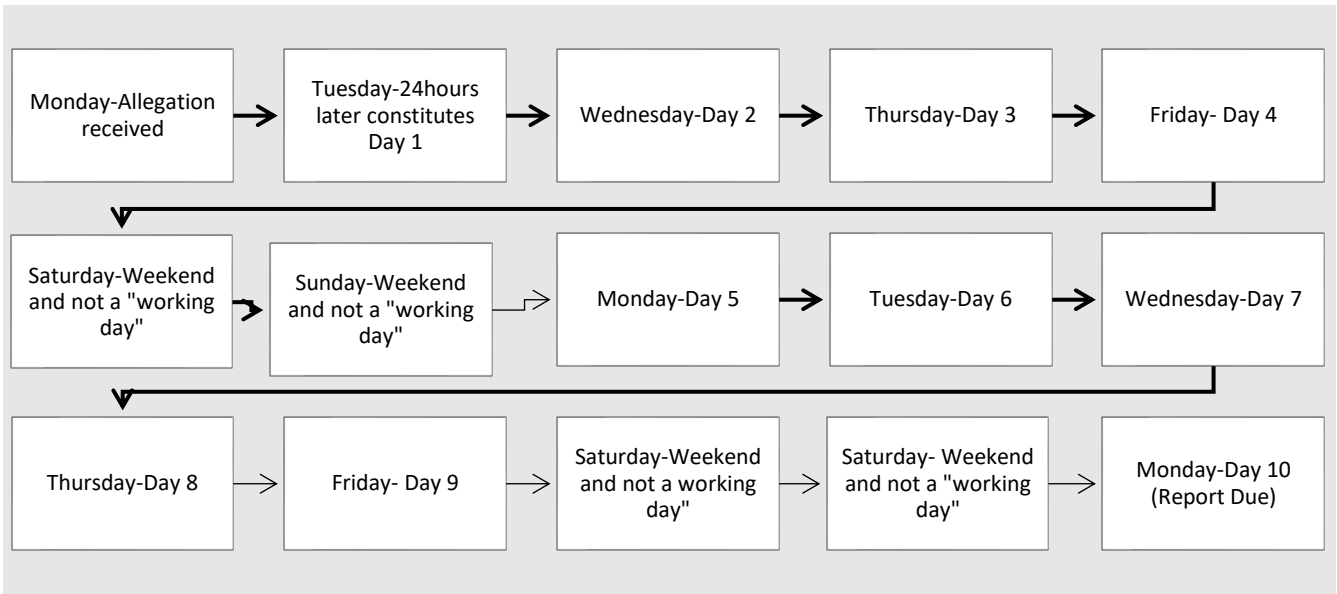 Monday-Allegation
received
Tuesday-24hours
later constitutes
Day 1
Wednesday-Day 2
Thursday-Day 3
Friday- Day 4
Saturday-Weekend
and not a "working
day"
Sunday-Weekend
and not a "working
day"
Monday-Day 5
Tuesday-Day 6
Wednesday-Day 7
Thursday-Day 8
Friday- Day 9
Saturday-Weekend
and not a working
day"
Saturday- Weekend
and not a "working
day"
Monday-Day 10
(Report Due)